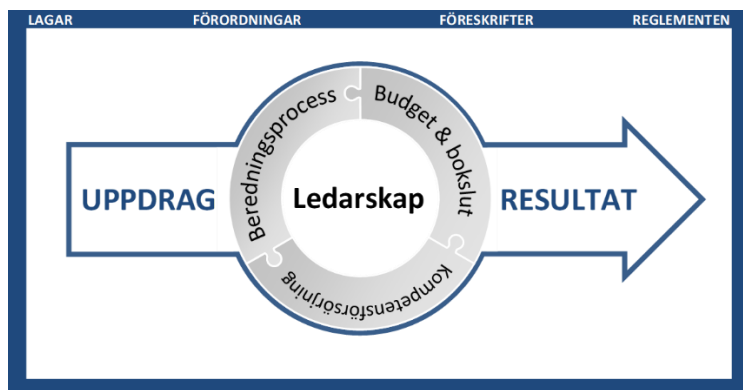 LAGAR FÖRORDNINGAR FÖRESKRIFTER REGLEMENTEN
Beredningsprocess
Budget & bokslut
UPPDRAG
Ledarskap
RESULTAT
Kompetensförsörjning